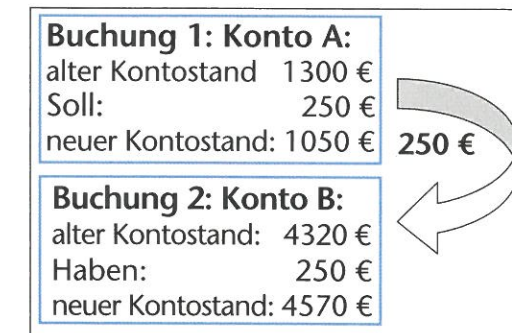 Buchung 1: Konto A:
alter Kontostand 1300 €
Soll: 250 €
neuer Kontostand: 1050 €
250 €
Buchung 2: Konto B:
alter Kontostand: 4320 €
Haben: 250 €
neuer Kontostand: 4570 €